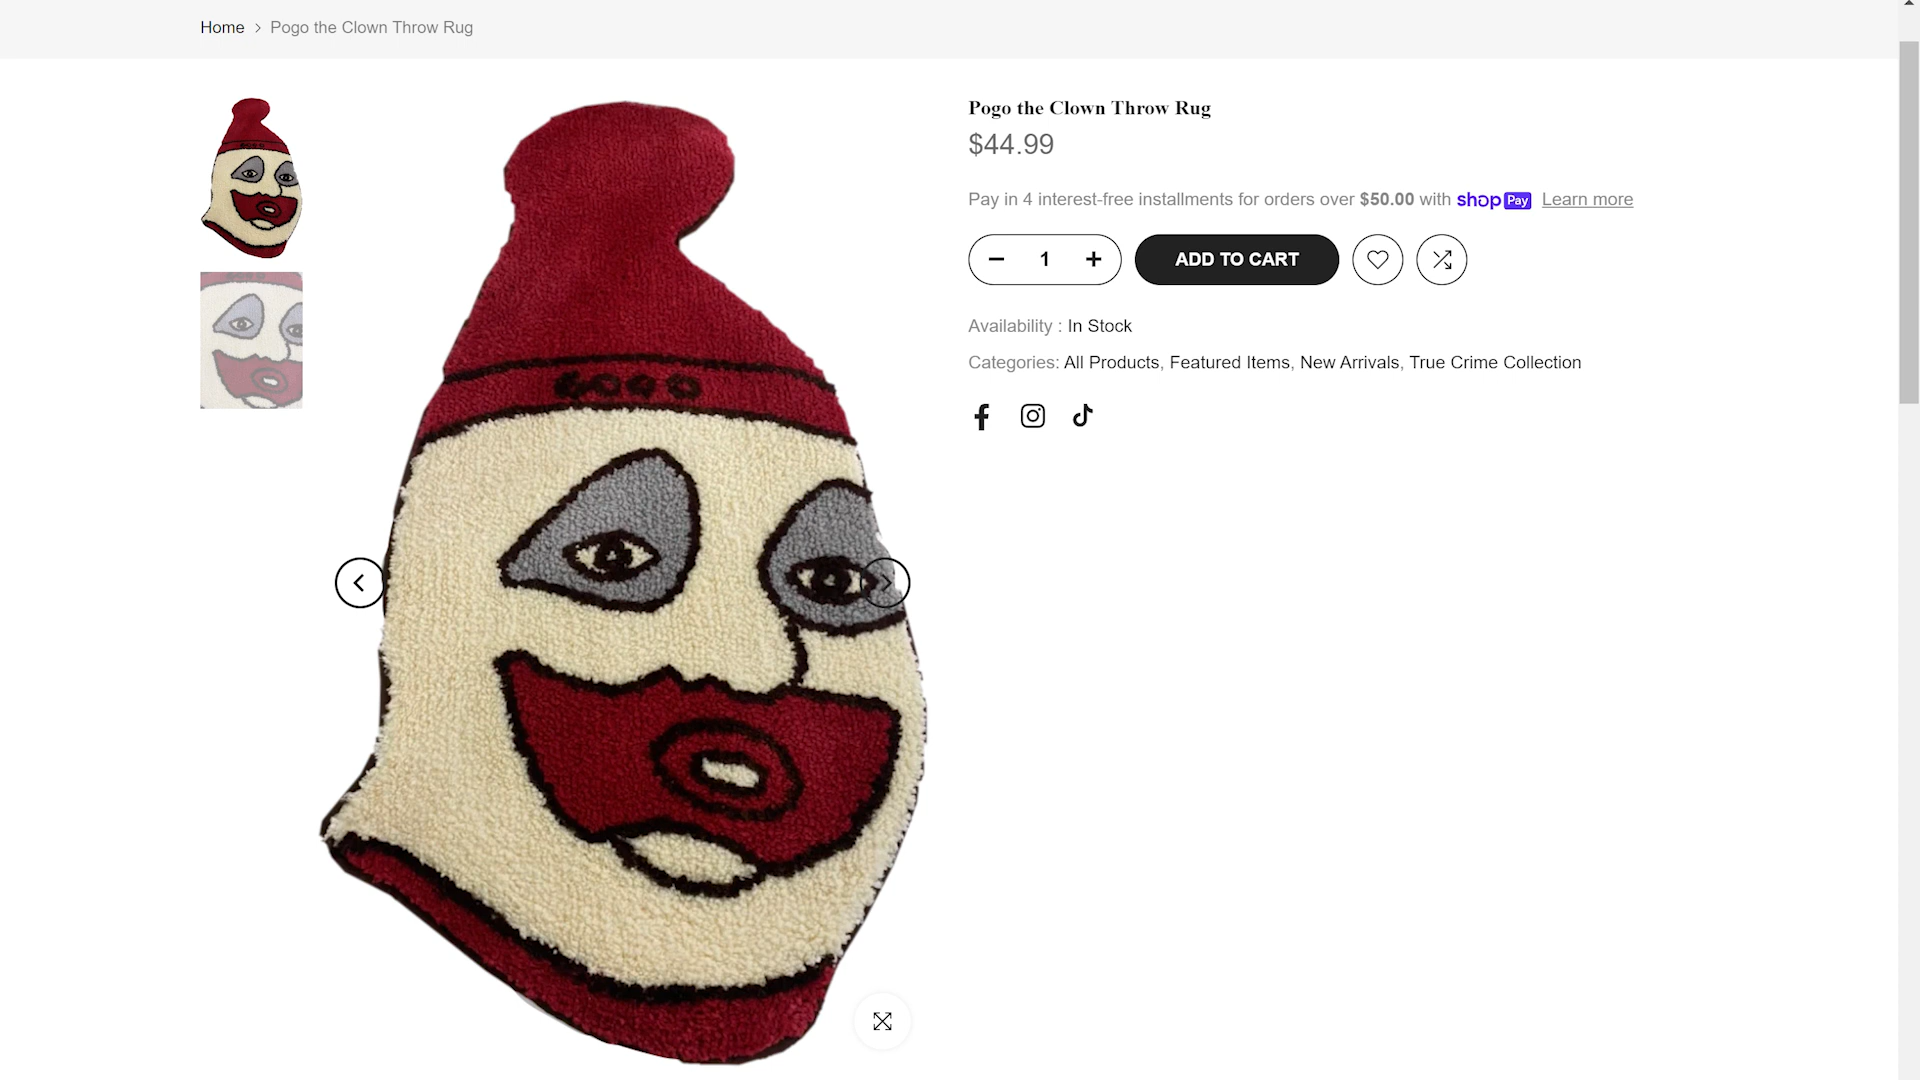 Home > Pogo the Clown Throw Rug
Pogo the Clown Throw Rug
$44.99
Pay in 4 interest-free installments for orders over $50.00 with shop Pay Learn more
1
ADD TO CART
Availability : In Stock
Categories: All Products, Featured Items, New Arrivals, True Crime Collection